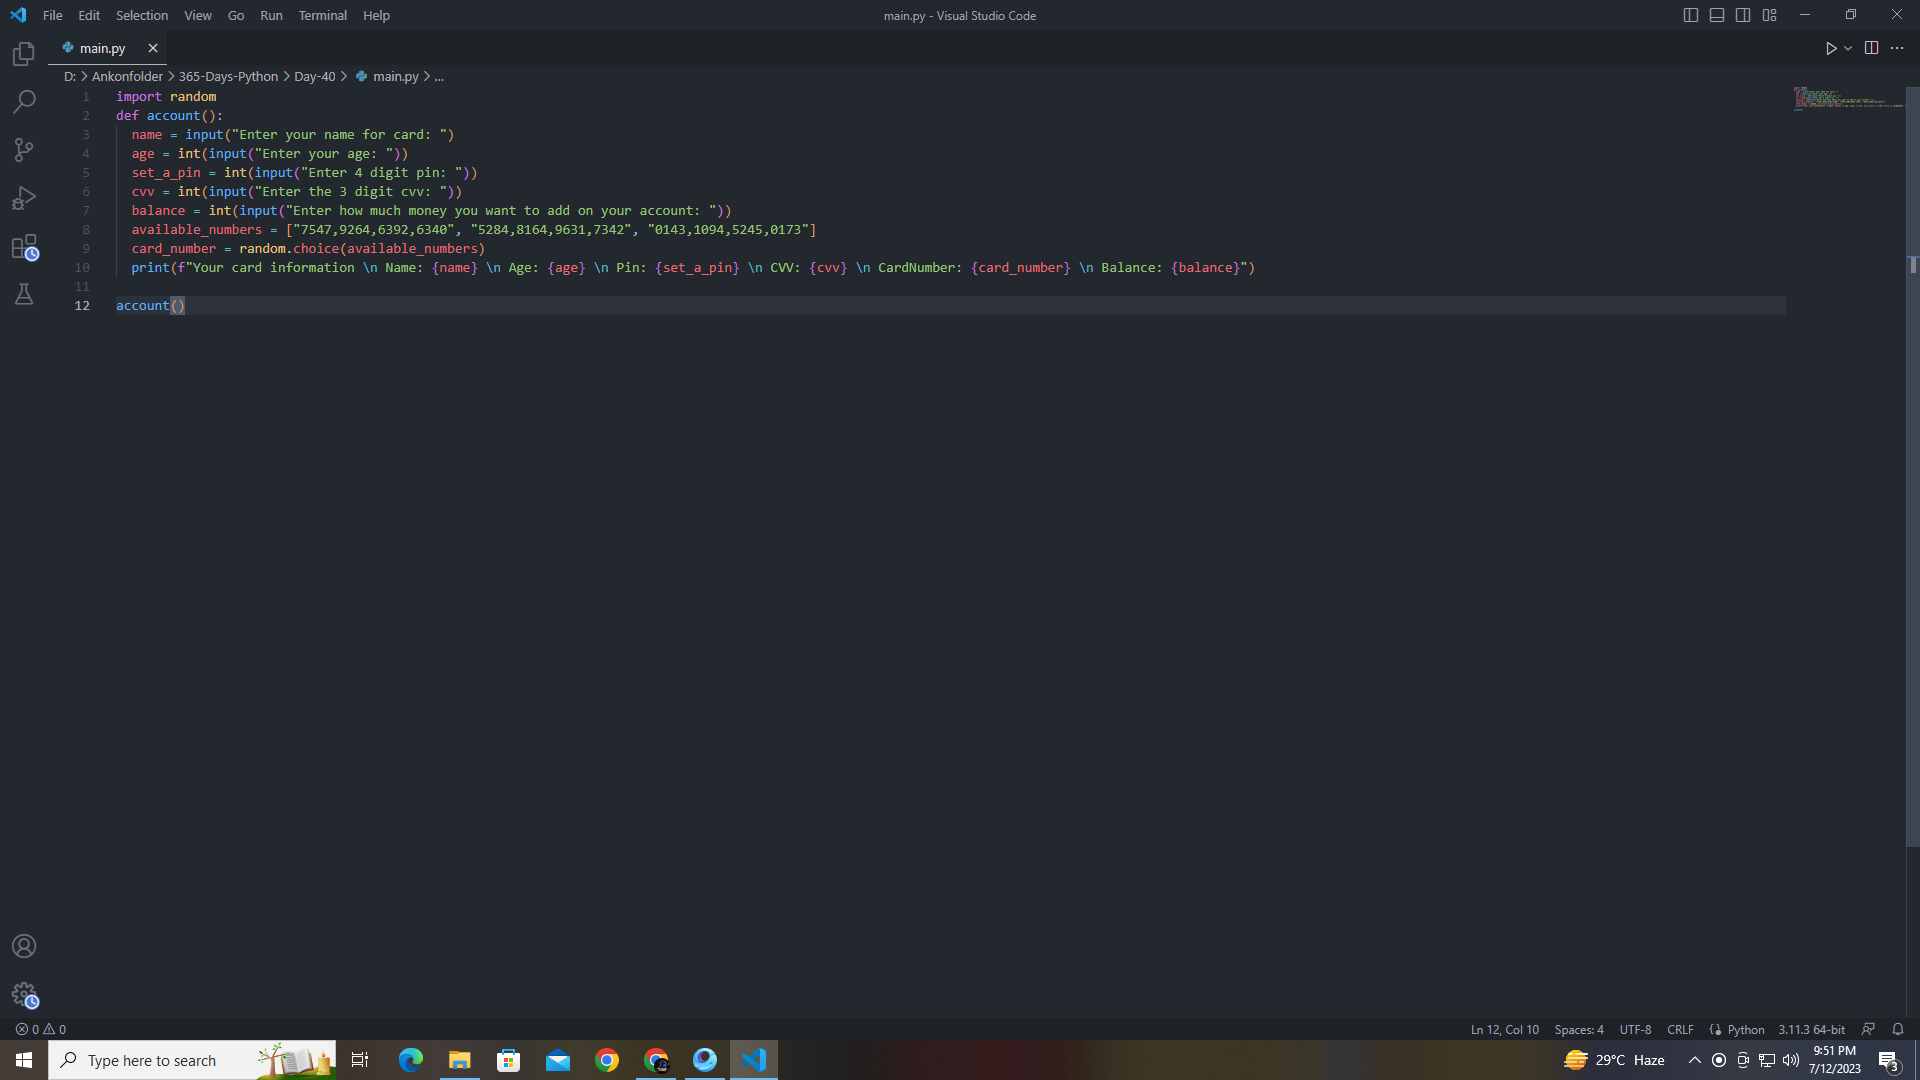 File Edit Selection View Go Run Terminal Help main.py - Visual Studio Code
main.py
D: > Ankonfolder > 365-Days-Python > Day-40 > main.py > ...
1 import random
2 def account():
3 name = input("Enter your name for card: ")
4 age = int(input("Enter your age: "))
5 set_a_pin = int(input("Enter 4 digit pin: "))
6 cvv = int(input("Enter the 3 digit cvv: "))
7 balance = int(input("Enter how much money you want to add on your account: "))
8 available_numbers = ["7547,9264,6392,6340", "5284,8164,9631,7342", "0143,1094,5245,0173"]
9 card_number = random.choice(available_numbers)
10 print(f"Your card information \n Name: {name} \n Age: {age} \n Pin: {set_a_pin} \n CVV: {cvv} \n CardNumber: {card_number} \n Balance: {balance}")
11
12 account()
0 0 Ln 12, Col 10 Spaces: 4 UTF-8 CRLF Python 3.11.3 64-bit
Type here to search 29°C Haze 9:51 PM
7/12/2023 3